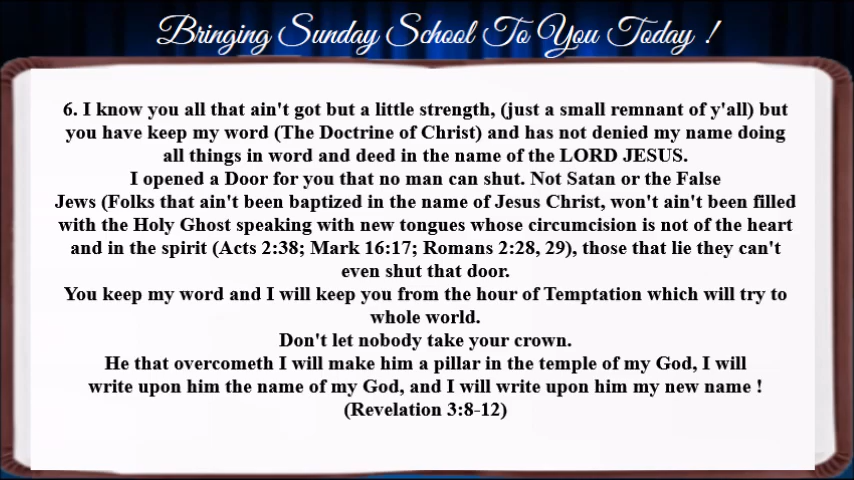 Bringing Sunday School To You Today !
6. I know you all that ain't got but a little strength, (just a small remnant of y'all) but
you have keep my word (The Doctrine of Christ) and has not denied my name doing
all things in word and deed in the name of the LORD JESUS.
I opened a Door for you that no man can shut. Not Satan or the False
Jews (Folks that ain't been baptized in the name of Jesus Christ, won't ain't been filled
with the Holy Ghost speaking with new tongues whose circumcision is not of the heart
and in the spirit (Acts 2:38; Mark 16:17; Romans 2:28, 29), those that lie they can't
even shut that door.
You keep my word and I will keep you from the hour of Temptation which will try to
whole world.
Don't let nobody take your crown.
He that overcometh I will make him a pillar in the temple of my God, I will
write upon him the name of my God, and I will write upon him my new name !
(Revelation 3:8-12)